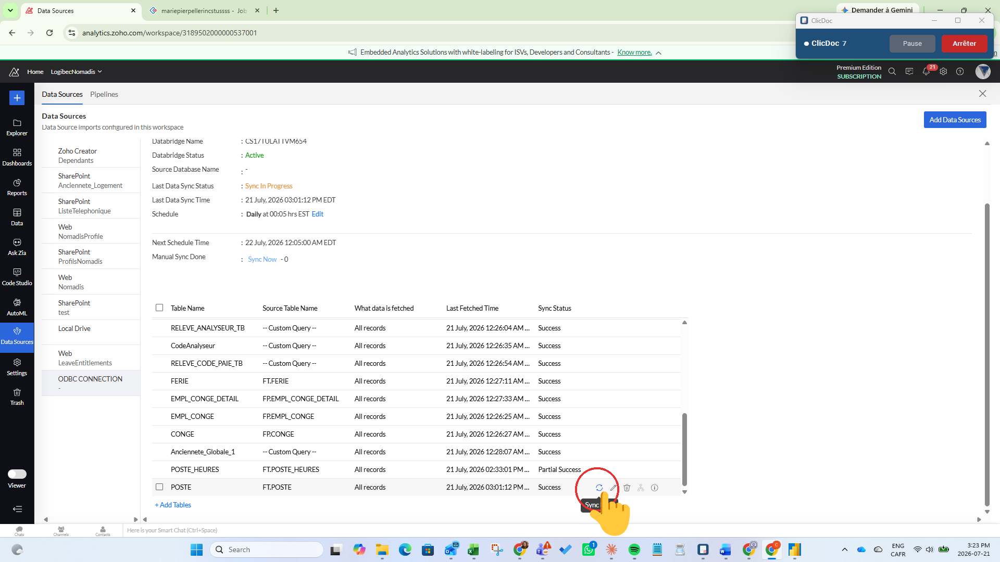 Data Sources
mariepierpellerincstussss - Job
Demander à Gemini
analytics.zoho.com/workspace/3189502000000537001
ClicDoc
ClicDoc 7
Pause
Arrêter
Embedded Analytics Solutions with white-labeling for ISVs, Developers and Consultants - Know more.
Home
LogibecNomadis
Premium Edition
SUBSCRIPTION
21
Data Sources
Pipelines
Data Sources
Data Source imports configured in this workspace
Add Data Sources
Explorer
Dashboards
Reports
Data
Ask Zia
Code Studio
AutoML
Data Sources
Settings
Trash
Viewer
Zoho Creator
Dependants
SharePoint
Anciennete_Logement
SharePoint
ListeTelephonique
Web
NomadisProfile
SharePoint
ProfilsNomadis
Web
Nomadis
SharePoint
test
Local Drive
Web
LeaveEntitlements
ODBC CONNECTION
-
Databridge Name : CS17TULATTVM654
Databridge Status : Active
Source Database Name : -
Last Data Sync Status : Sync In Progress
Last Data Sync Time : 21 July, 2026 03:01:12 PM EDT
Schedule : Daily at 00:05 hrs EST Edit
Next Schedule Time : 22 July, 2026 12:05:00 AM EDT
Manual Sync Done : Sync Now - 0
Table Name Source Table Name What data is fetched Last Fetched Time Sync Status
RELEVE_ANALYSEUR_TB -- Custom Query -- All records 21 July, 2026 12:26:04 AM ... Success
CodeAnalyseur -- Custom Query -- All records 21 July, 2026 12:26:35 AM ... Success
RELEVE_CODE_PAIE_TB -- Custom Query -- All records 21 July, 2026 12:26:54 AM ... Success
FERIE FT.FERIE All records 21 July, 2026 12:27:11 AM ... Success
EMPL_CONGE_DETAIL FP.EMPL_CONGE_DETAIL All records 21 July, 2026 12:27:33 AM ... Success
EMPL_CONGE FP.EMPL_CONGE All records 21 July, 2026 12:26:25 AM ... Success
CONGE FP.CONGE All records 21 July, 2026 12:26:27 AM ... Success
Anciennete_Globale_1 -- Custom Query -- All records 21 July, 2026 12:28:07 AM ... Success
POSTE_HEURES FT.POSTE_HEURES All records 21 July, 2026 02:33:01 PM ... Partial Success
POSTE FT.POSTE All records 21 July, 2026 03:01:12 PM ... Success
+ Add Tables
Sync
Chats
Channels
Contacts
Here is your Smart Chat (Ctrl+Space)
Search
1
ENG
CAFR
3:23 PM
2026-07-21